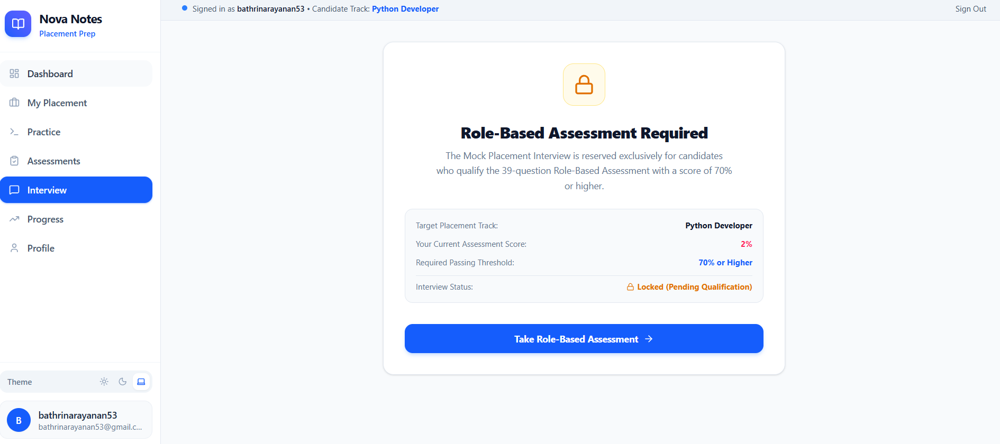 Nova Notes
Placement Prep
Dashboard
My Placement
Practice
Assessments
Interview
Progress
Profile
Theme
B
bathrinarayanan53
bathrinarayanan53@gmail.c...
Signed in as bathrinarayanan53 • Candidate Track: Python Developer
Sign Out
Role-Based Assessment Required
The Mock Placement Interview is reserved exclusively for candidates
who qualify the 39-question Role-Based Assessment with a score of 70%
or higher.
Target Placement Track: Python Developer
Your Current Assessment Score: 2%
Required Passing Threshold: 70% or Higher
Interview Status: Locked (Pending Qualification)
Take Role-Based Assessment →